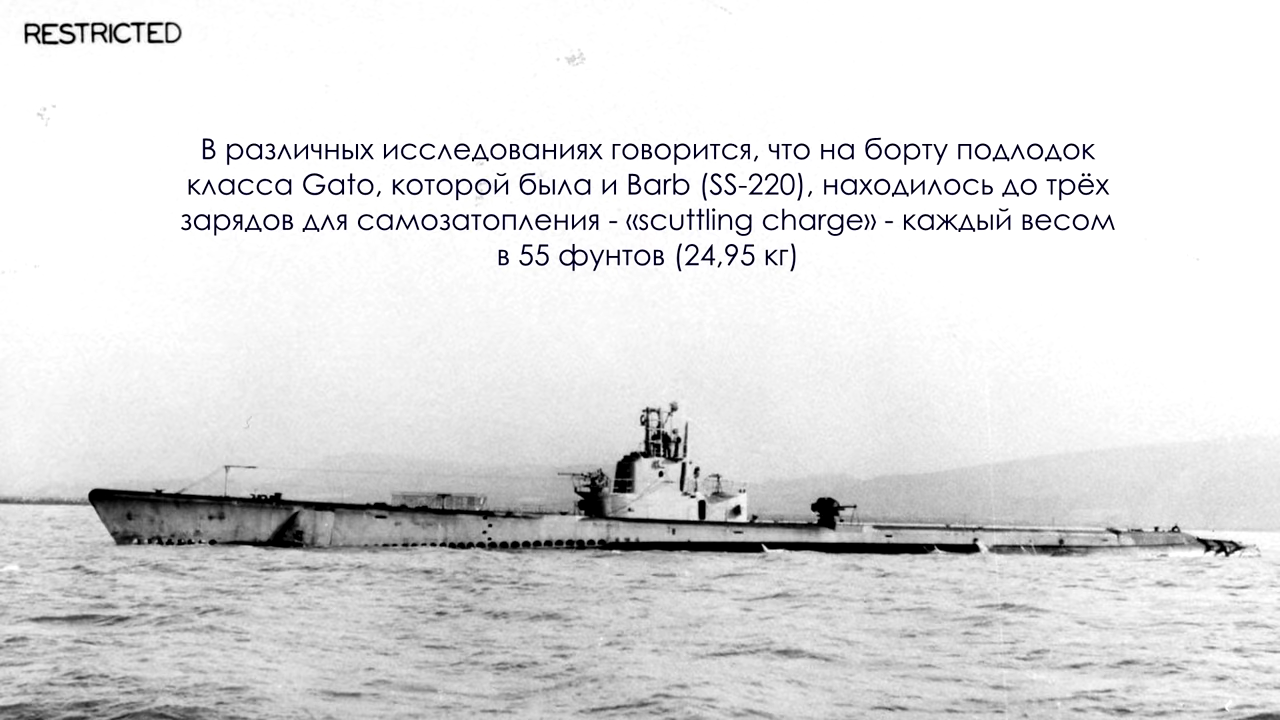 RESTRICTED
В различных исследованиях говорится, что на борту подлодок
класса Gato, которой была и Barb (SS-220), находилось до трёх
зарядов для самозатопления - «scuttling charge» - каждый весом
в 55 фунтов (24,95 кг)